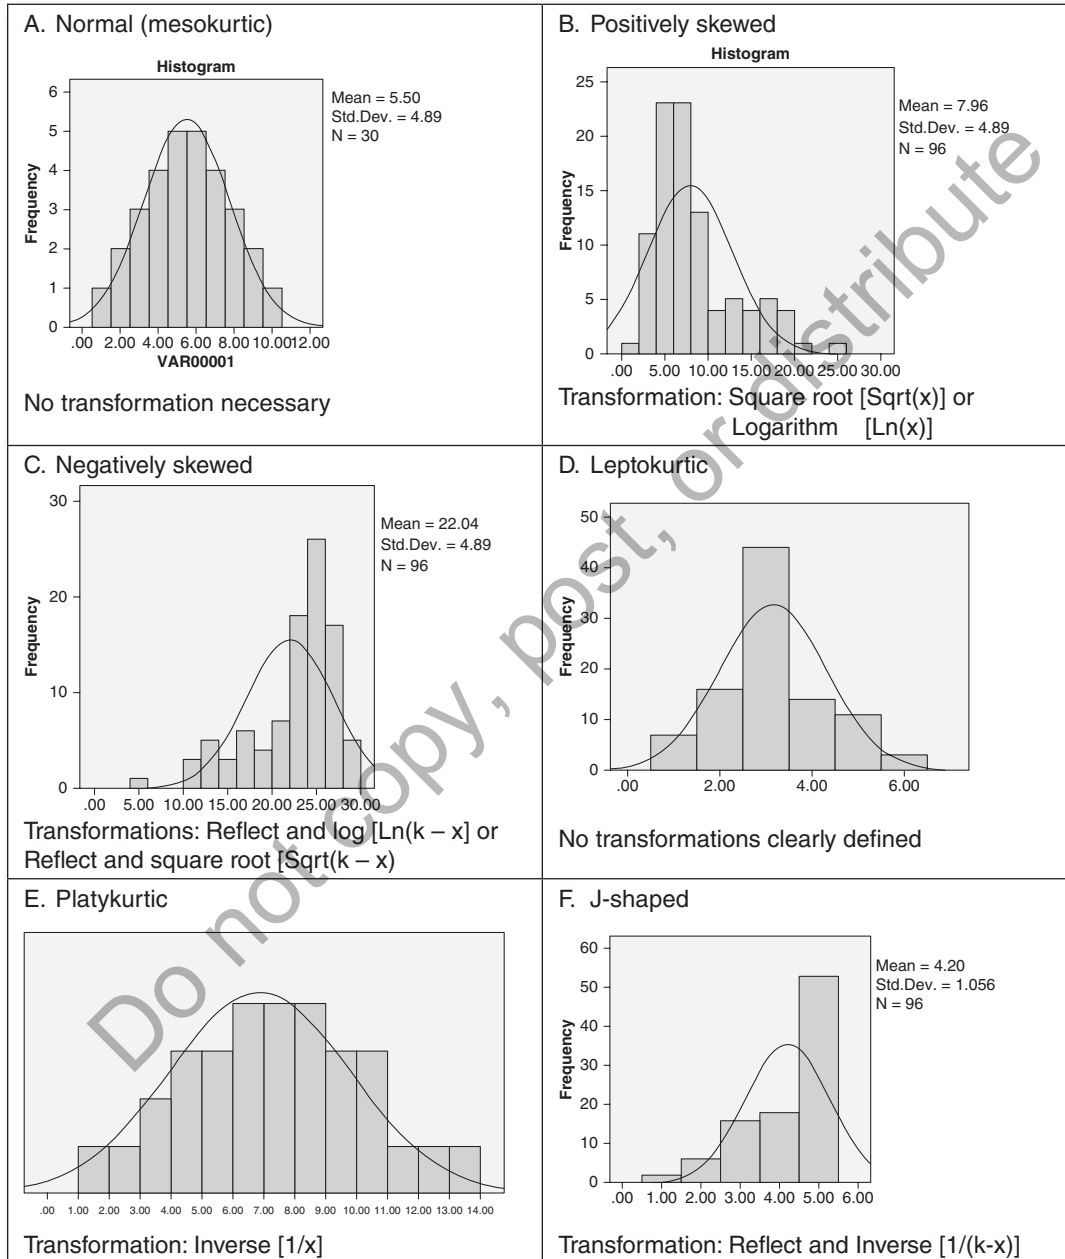 A. Normal (mesokurtic)
Histogram
Mean = 5.50
Std.Dev. = 4.89
N = 30
Frequency
6
5
4
3
2
1
0
.00 2.00 4.00 6.00 8.00 10.00 12.00
VAR00001
No transformation necessary
B. Positively skewed
Histogram
Mean = 7.96
Std.Dev. = 4.89
N = 96
Frequency
25
20
15
10
5
0
.00 5.00 10.00 15.00 20.00 25.00 30.00
Transformation: Square root [Sqrt(x)] or
Logarithm [Ln(x)]
C. Negatively skewed
Mean = 22.04
Std.Dev. = 4.89
N = 96
Frequency
30
20
10
0
.00 5.00 10.00 15.00 20.00 25.00 30.00
Transformations: Reflect and log [Ln(k – x] or
Reflect and square root [Sqrt(k – x)
D. Leptokurtic
Frequency
50
40
30
20
10
0
.00 2.00 4.00 6.00
No transformations clearly defined
E. Platykurtic
.00 1.00 2.00 3.00 4.00 5.00 6.00 7.00 8.00 9.00 10.00 11.00 12.00 13.00 14.00
Transformation: Inverse [1/x]
F. J-shaped
Mean = 4.20
Std.Dev. = 1.056
N = 96
Frequency
60
50
40
30
20
10
0
.00 1.00 2.00 3.00 4.00 5.00 6.00
Transformation: Reflect and Inverse [1/(k-x)]
Do not copy, post, or distribute